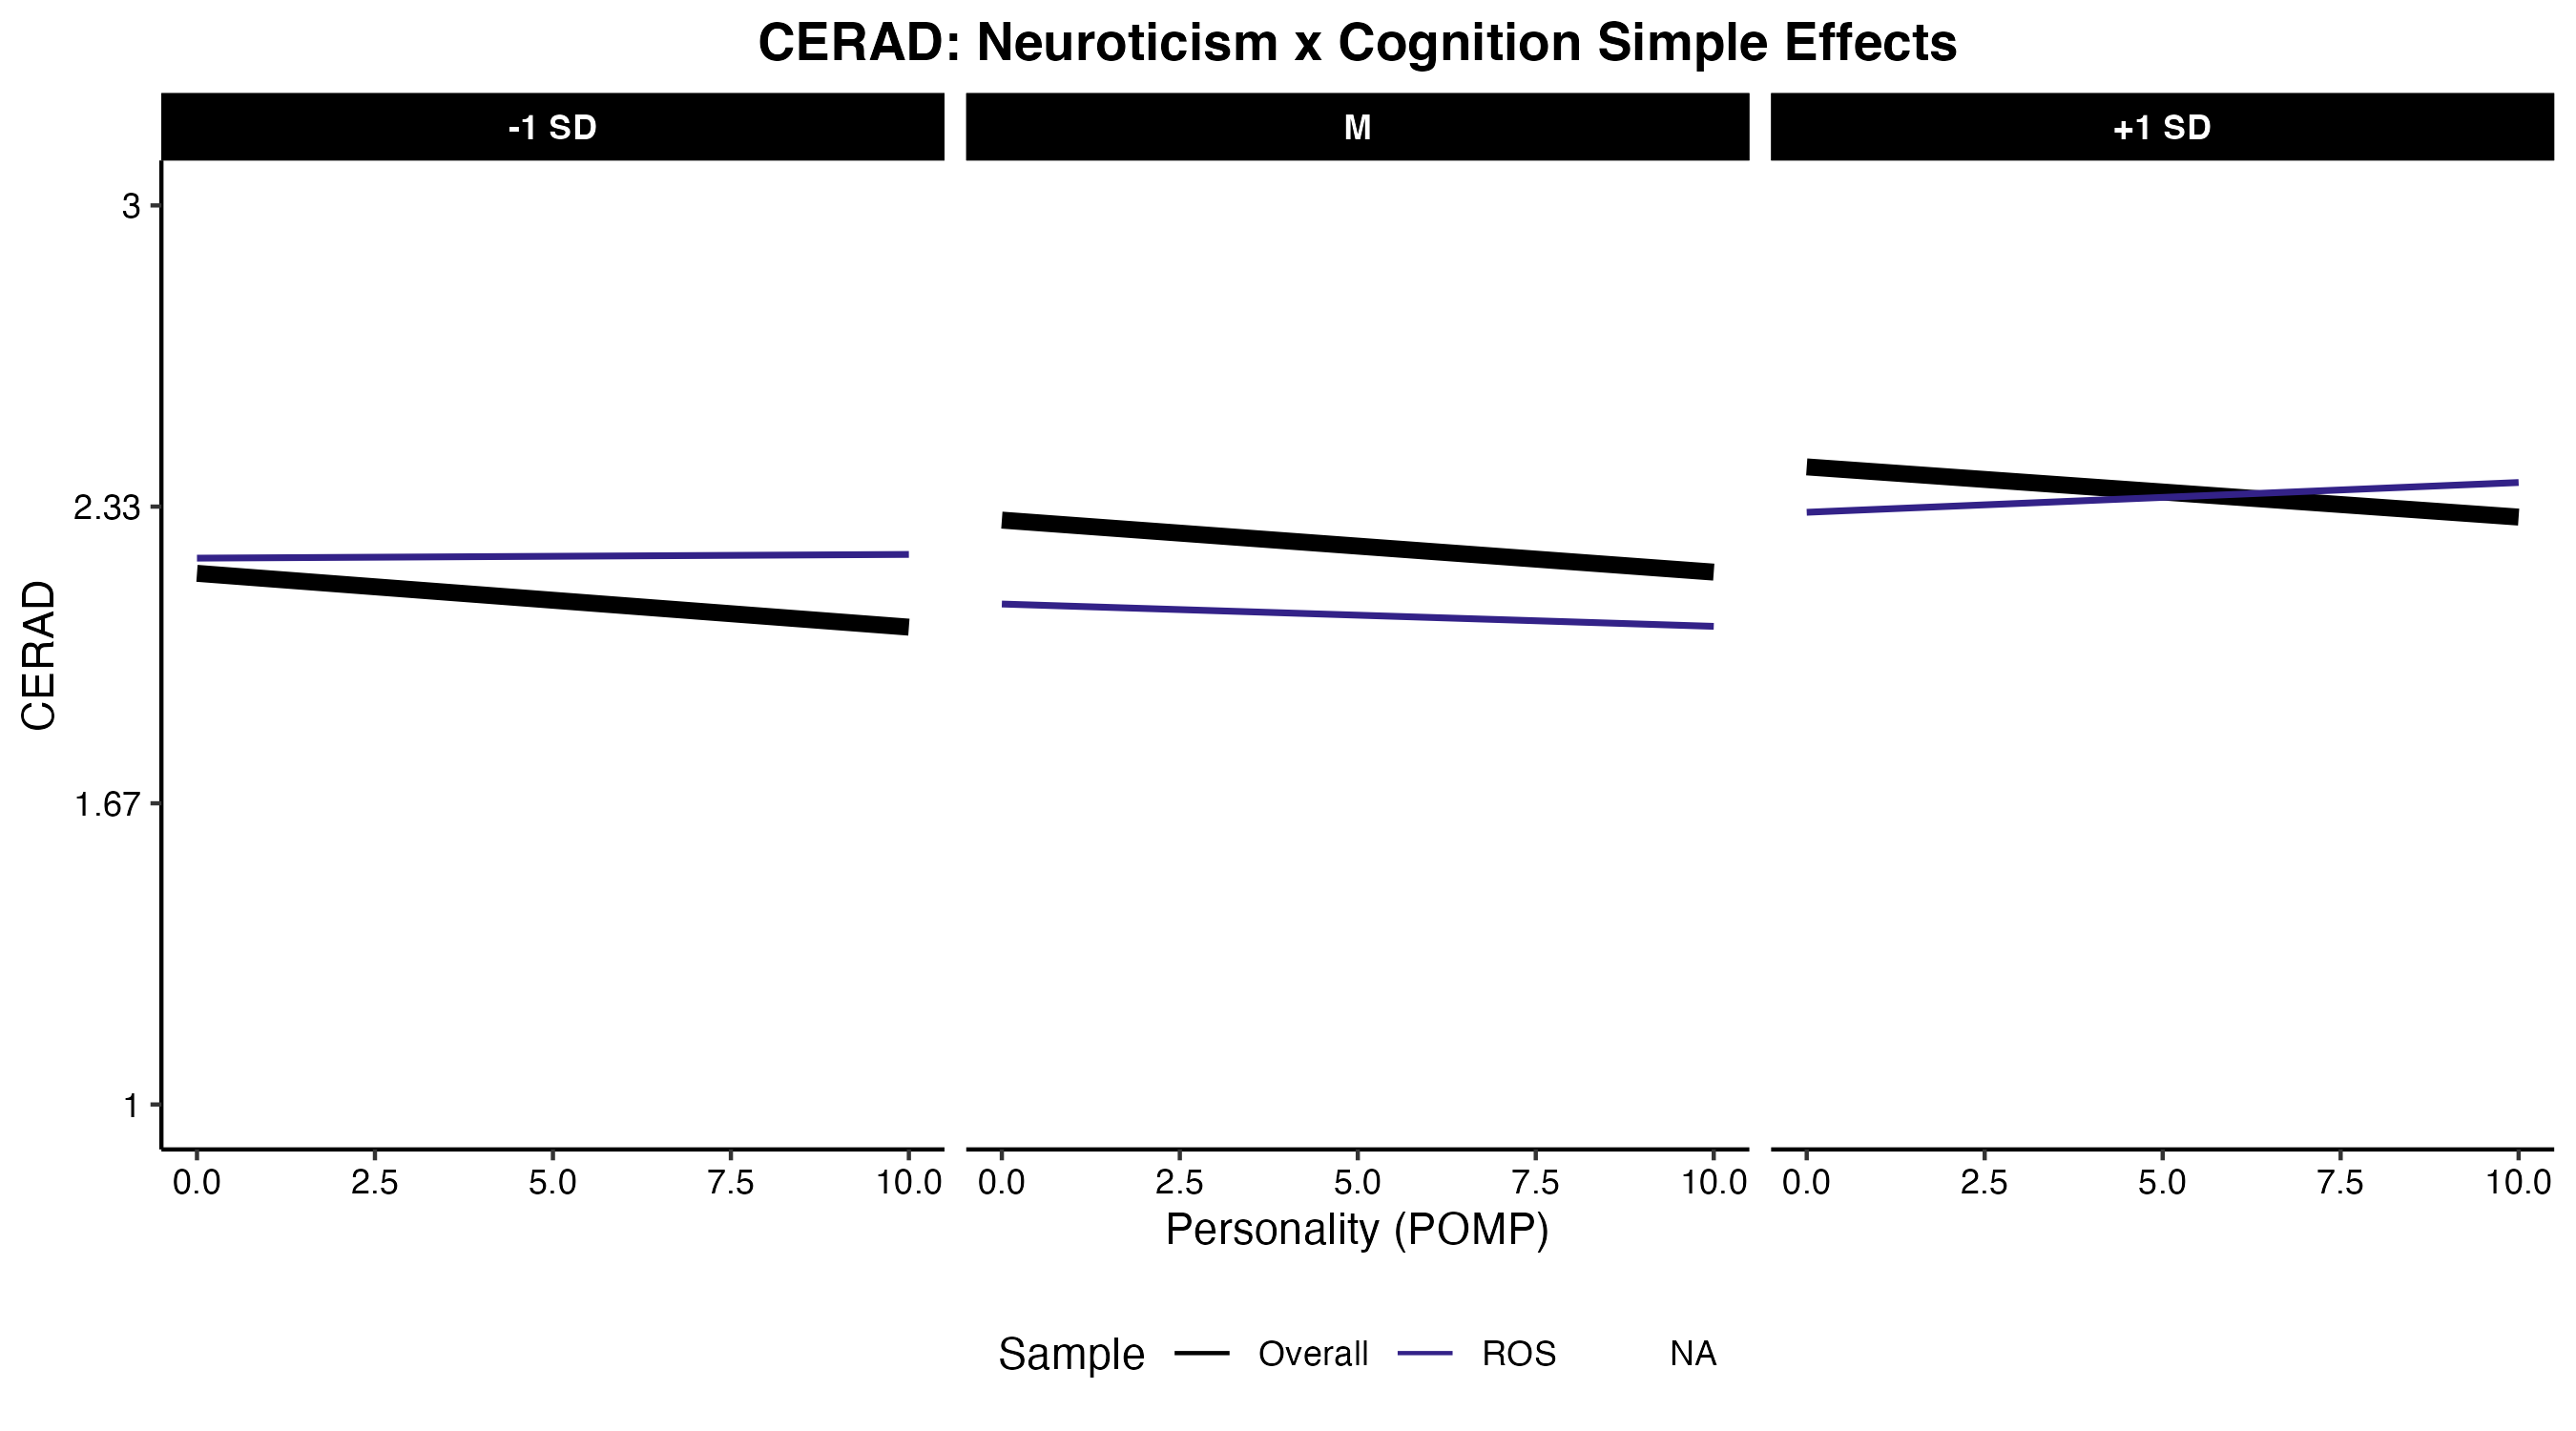 CERAD: Neuroticism x Cognition Simple Effects
-1 SD
M
+1 SD
CERAD
3
2.33
1.67
1
0.0 2.5 5.0 7.5 10.0
0.0 2.5 5.0 7.5 10.0
0.0 2.5 5.0 7.5 10.0
Personality (POMP)
Sample Overall ROS NA